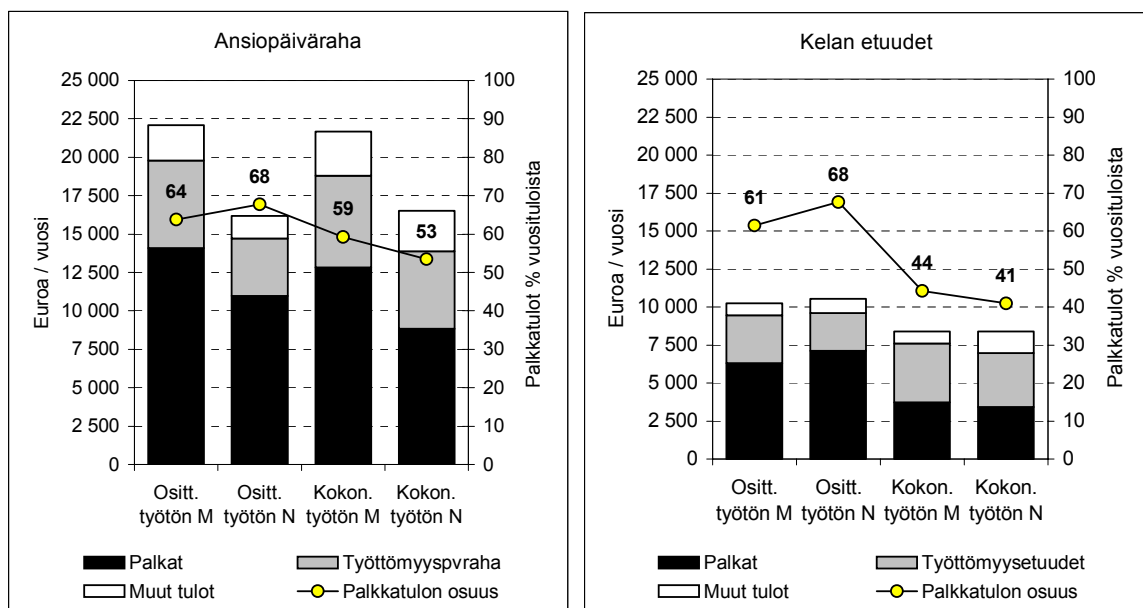 Ansiopäiväraha
25 000
22 500
20 000
17 500
15 000
12 500
10 000
7 500
5 000
2 500
0
Euroa / vuosi
100
90
80
70
60
50
40
30
20
10
0
Palkkatulot % vuosituloista
64
68
59
53
Ositt. työtön M
Ositt. työtön N
Kokon. työtön M
Kokon. työtön N
Palkat
Työttömyyspvraha
Muut tulot
Palkkatulon osuus
Kelan etuudet
25 000
22 500
20 000
17 500
15 000
12 500
10 000
7 500
5 000
2 500
0
Euroa / vuosi
100
90
80
70
60
50
40
30
20
10
0
Palkkatulot % vuosituloista
61
68
44
41
Ositt. työtön M
Ositt. työtön N
Kokon. työtön M
Kokon. työtön N
Palkat
Työttömyysetuudet
Muut tulot
Palkkatulon osuus